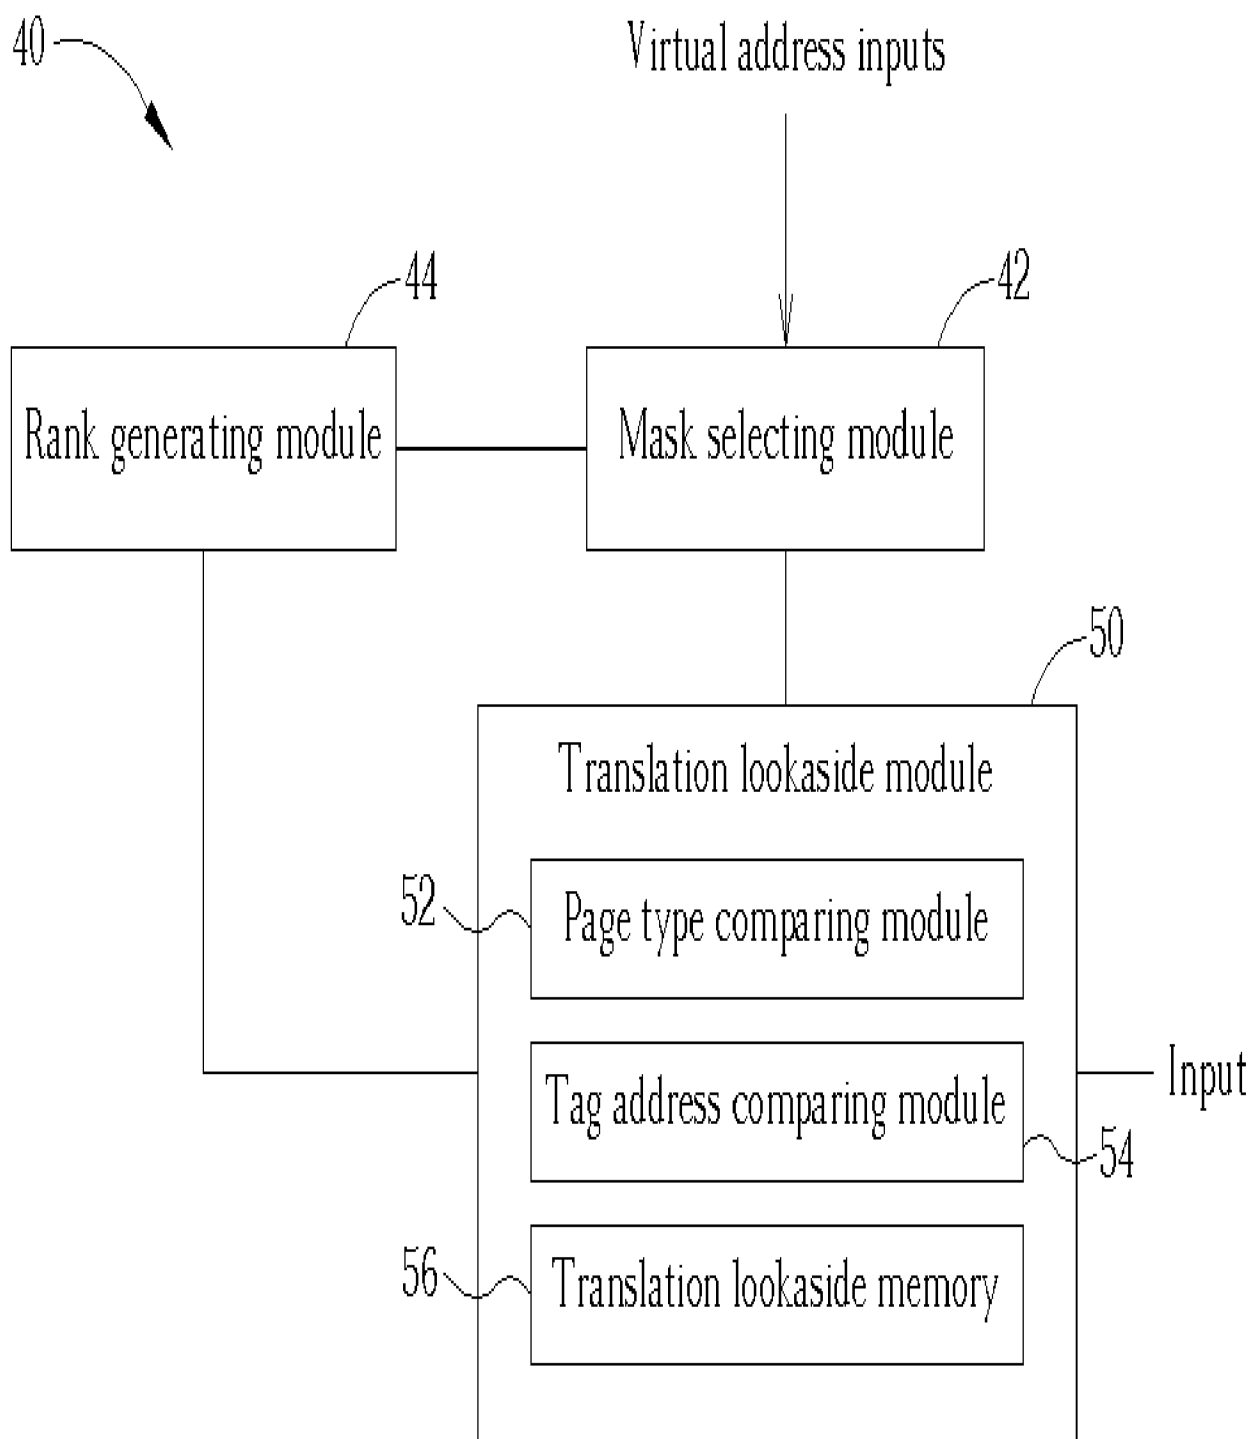 40
Virtual address inputs
44
42
Rank generating module
Mask selecting module
50
Translation lookaside module
52
Page type comparing module
Input
Tag address comparing module
54
56
Translation lookaside memory